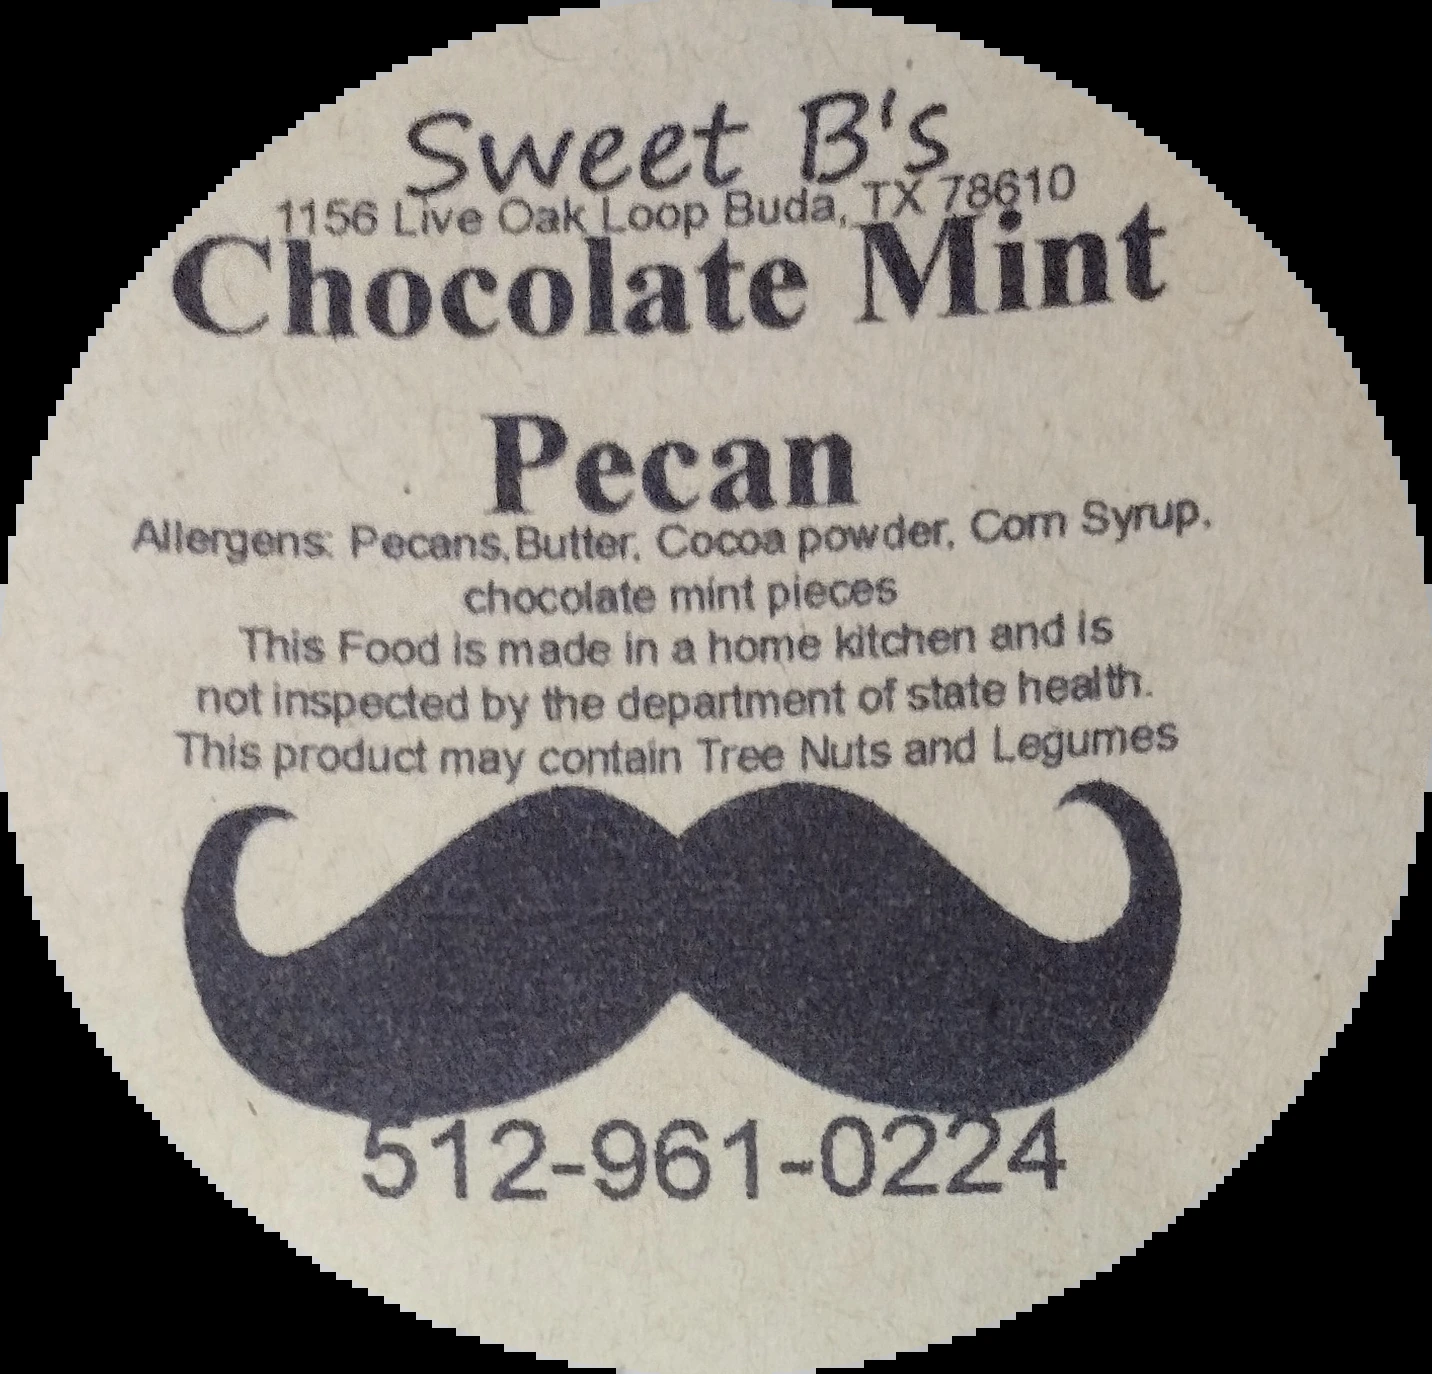 Sweet B's
1156 Live Oak Loop Buda, TX 78610
Chocolate Mint
Pecan
Allergens: Pecans,Butter, Cocoa powder, Corn Syrup,
chocolate mint pieces
This Food is made in a home kitchen and is
not inspected by the department of state health.
This product may contain Tree Nuts and Legumes
512-961-0224